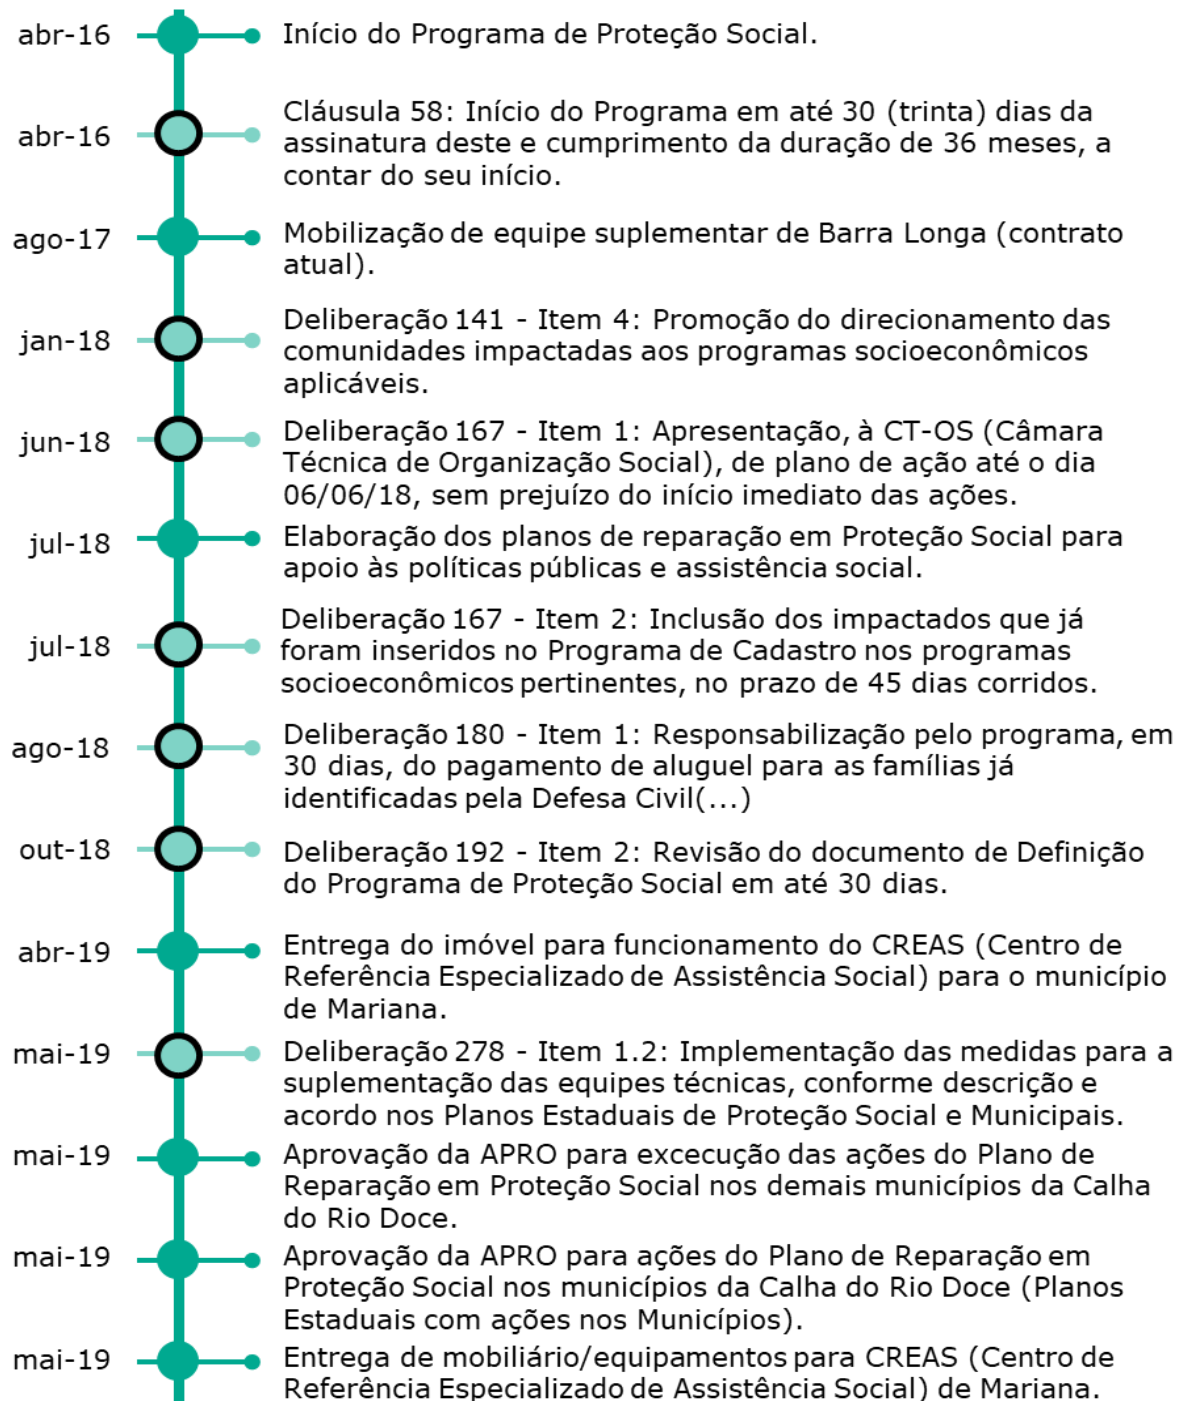 abr-16 Início do Programa de Proteção Social.
Cláusula 58: Início do Programa em até 30 (trinta) dias da
abr-16 assinatura deste e cumprimento da duração de 36 meses, a
contar do seu início.
ago-17 Mobilização de equipe suplementar de Barra Longa (contrato
atual).
Deliberação 141 - Item 4: Promoção do direcionamento das
jan-18 comunidades impactadas aos programas socioeconômicos
aplicáveis.
jun-18 Deliberação 167 - Item 1: Apresentação, à CT-OS (Câmara
Técnica de Organização Social), de plano de ação até o dia
06/06/18, sem prejuízo do início imediato das ações.
jul-18 Elaboração dos planos de reparação em Proteção Social para
apoio às políticas públicas e assistência social.
Deliberação 167 - Item 2: Inclusão dos impactados que já
jul-18 foram inseridos no Programa de Cadastro nos programas
socioeconômicos pertinentes, no prazo de 45 dias corridos.
ago-18 Deliberação 180 - Item 1: Responsabilização pelo programa, em
30 dias, do pagamento de aluguel para as famílias já
identificadas pela Defesa Civil(...)
out-18 Deliberação 192 - Item 2: Revisão do documento de Definição
do Programa de Proteção Social em até 30 dias.
abr-19 Entrega do imóvel para funcionamento do CREAS (Centro de
Referência Especializado de Assistência Social) para o município
de Mariana.
mai-19 Deliberação 278 - Item 1.2: Implementação das medidas para a
suplementação das equipes técnicas, conforme descrição e
acordo nos Planos Estaduais de Proteção Social e Municipais.
mai-19 Aprovação da APRO para excecução das ações do Plano de
Reparação em Proteção Social nos demais municípios da Calha
do Rio Doce.
mai-19 Aprovação da APRO para ações do Plano de Reparação em
Proteção Social nos municípios da Calha do Rio Doce (Planos
Estaduais com ações nos Municípios).
mai-19 Entrega de mobiliário/equipamentos para CREAS (Centro de
Referência Especializado de Assistência Social) de Mariana.